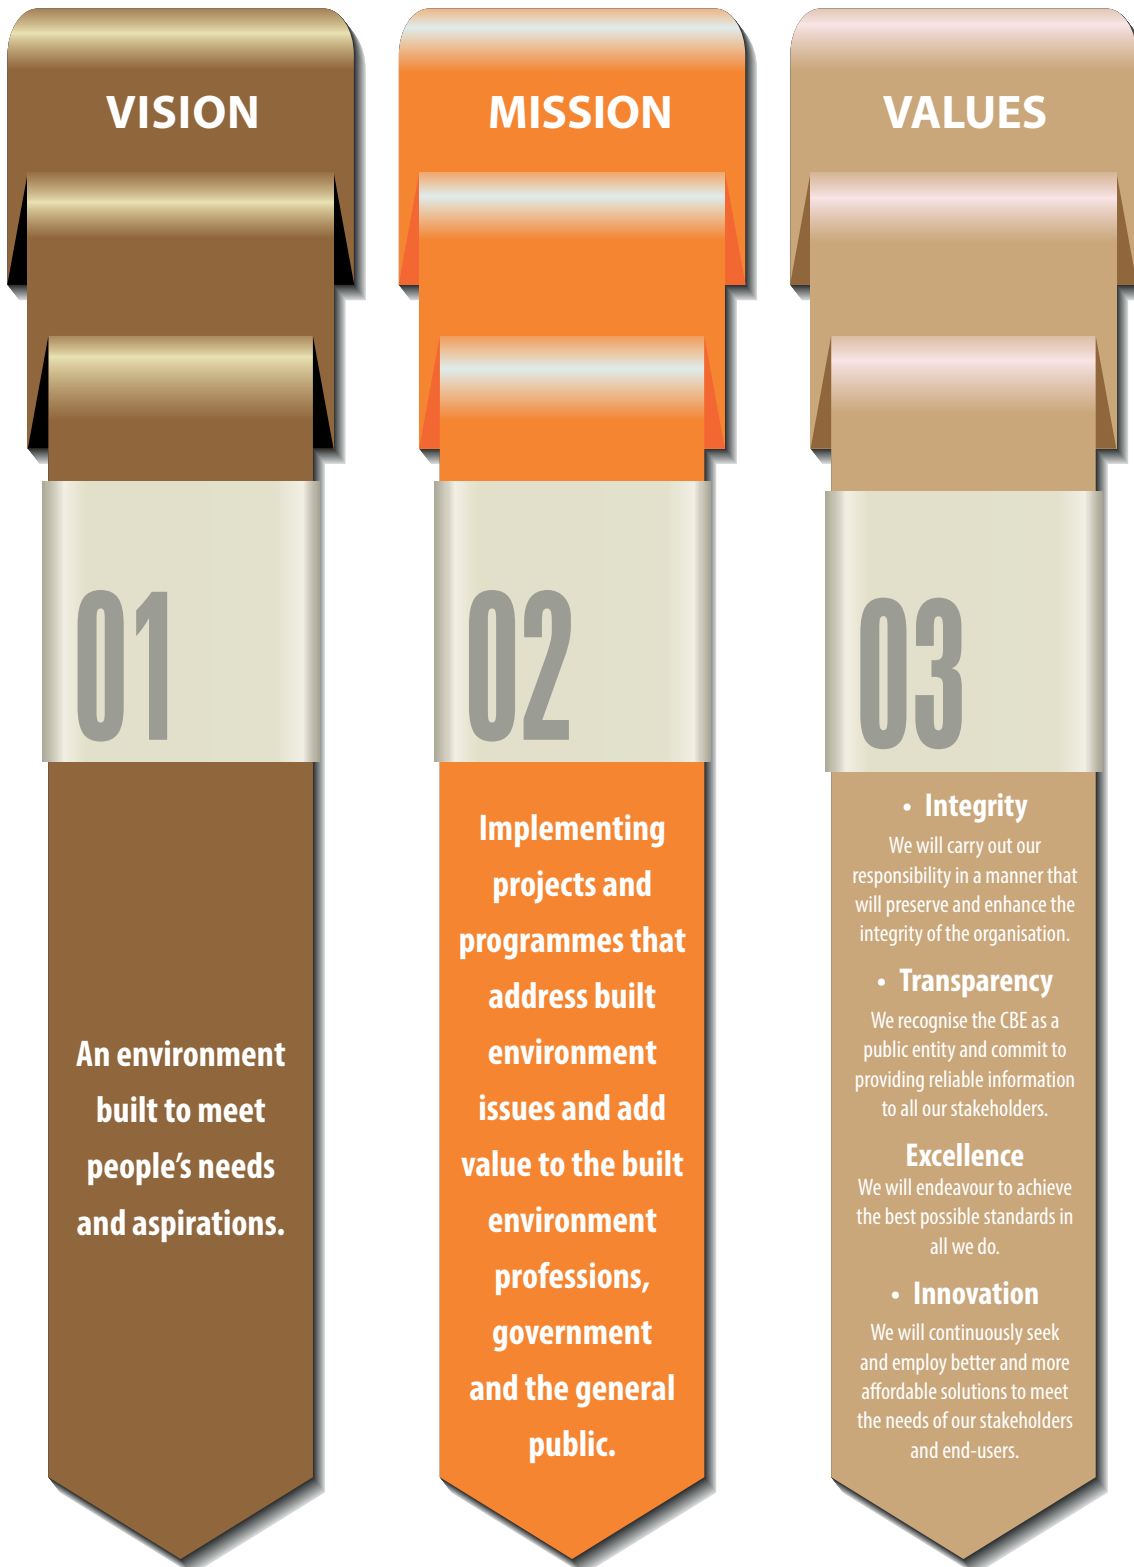 VISION
01
An environment
built to meet
people’s needs
and aspirations.
MISSION
02
Implementing
projects and
programmes that
address built
environment
issues and add
value to the built
environment
professions,
government
and the general
public.
VALUES
03
• Integrity
We will carry out our
responsibility in a manner that
will preserve and enhance the
integrity of the organisation.
• Transparency
We recognise the CBE as a
public entity and commit to
providing reliable information
to all our stakeholders.
Excellence
We will endeavour to achieve
the best possible standards in
all we do.
• Innovation
We will continuously seek
and employ better and more
affordable solutions to meet
the needs of our stakeholders
and end-users.